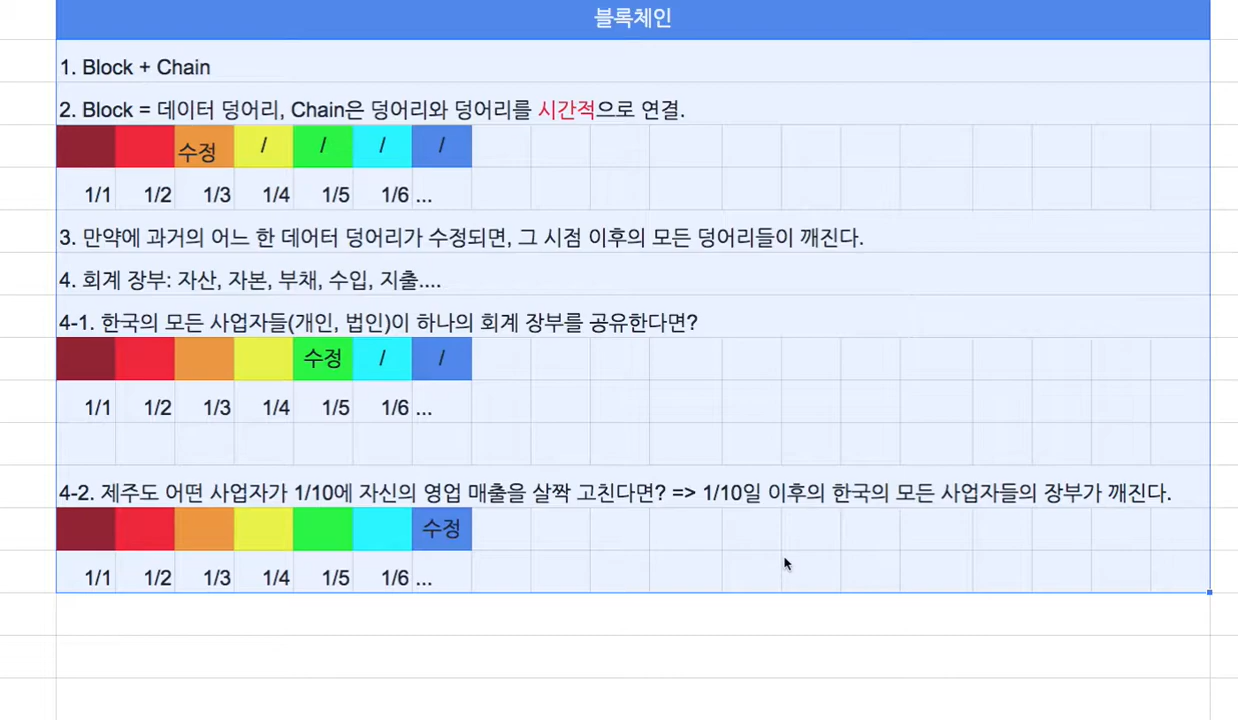 블록체인
1. Block + Chain
2. Block = 데이터 덩어리, Chain은 덩어리와 덩어리를 시간적으로 연결.
수정 / / / /
1/1 1/2 1/3 1/4 1/5 1/6 ...
3. 만약에 과거의 어느 한 데어터 덩어리가 수정되면, 그 시점 이후의 모든 덩어리들이 깨진다.
4. 회계 장부: 자산, 자본, 부채, 수입, 지출....
4-1. 한국의 모든 사업자들(개인, 법인)이 하나의 회계 장부를 공유한다면?
수정 / /
1/1 1/2 1/3 1/4 1/5 1/6 ...
4-2. 제주도 어떤 사업자가 1/10에 자신의 영업 매출을 살짝 고친다면? => 1/10일 이후의 한국의 모든 사업자들의 장부가 깨진다.
수정
1/1 1/2 1/3 1/4 1/5 1/6 ...